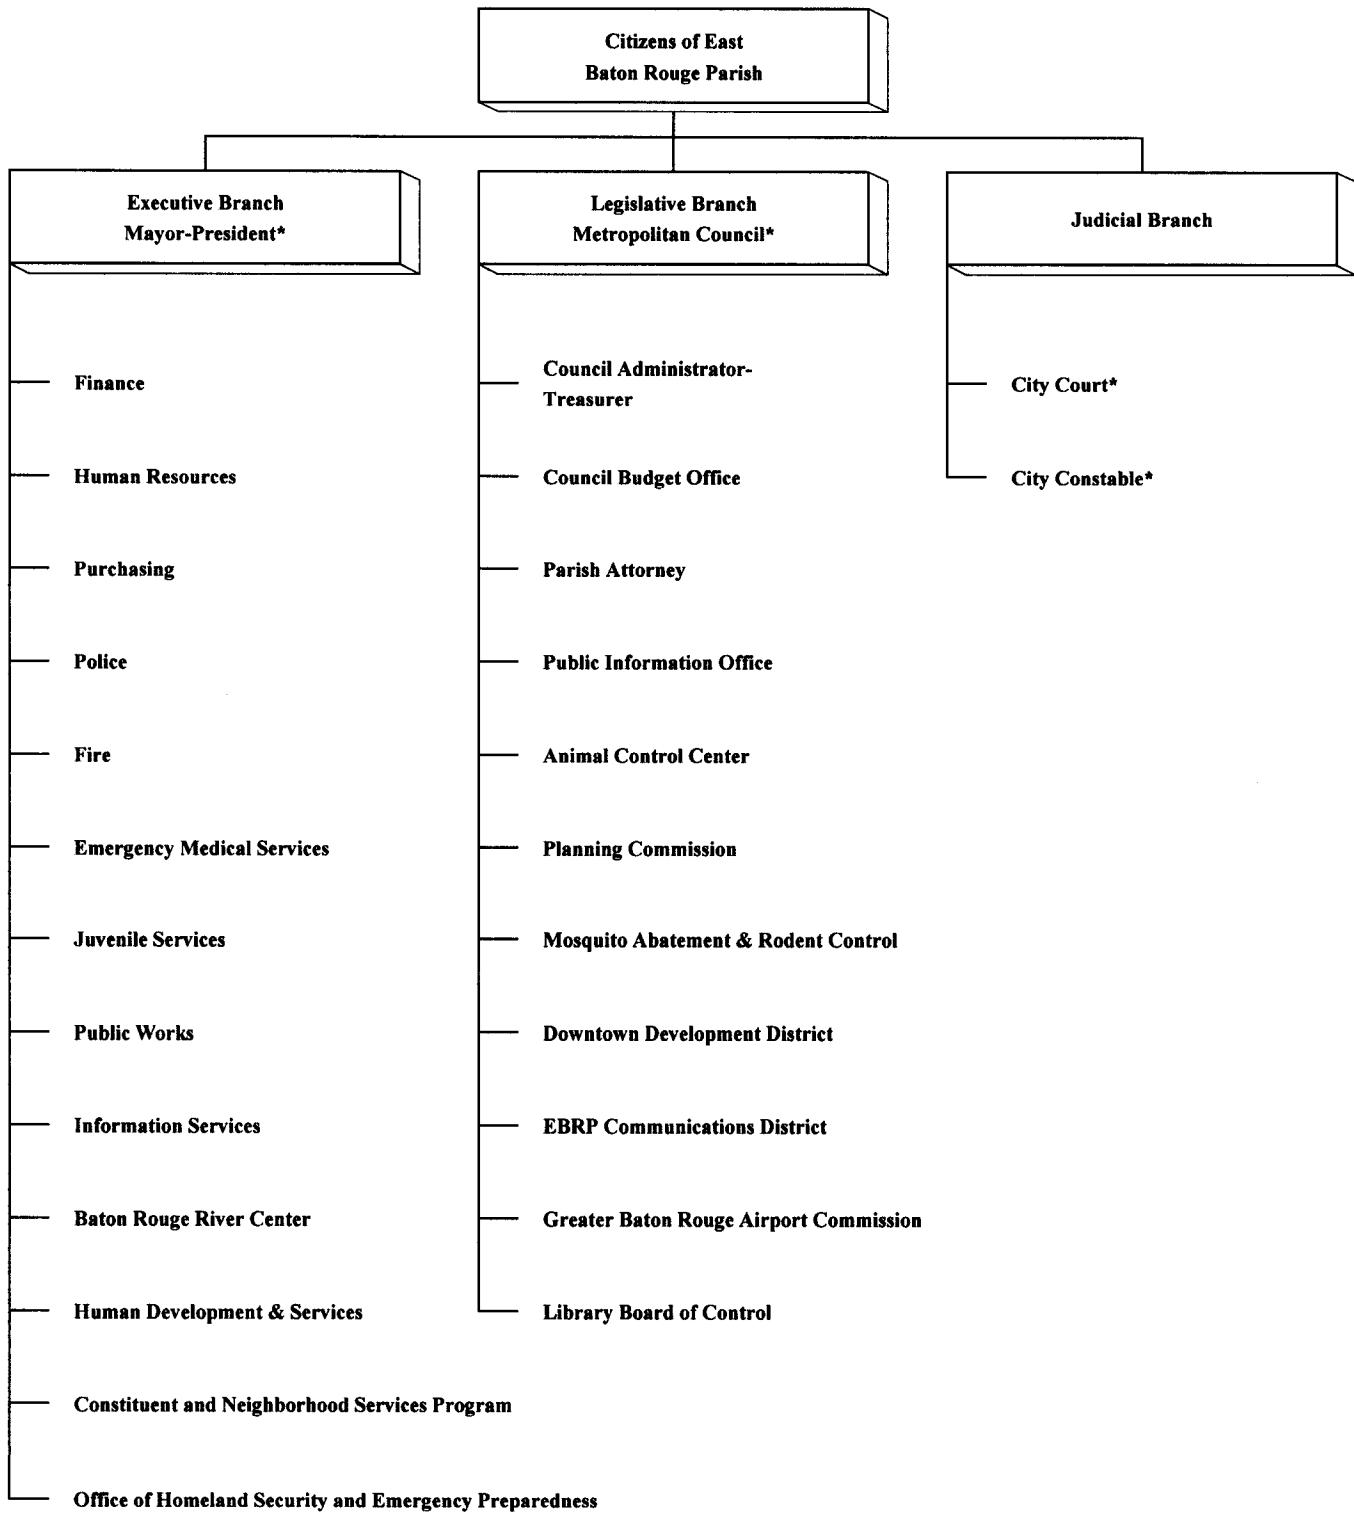 Citizens of East
Baton Rouge Parish
Executive Branch
Mayor-President*
Legislative Branch
Metropolitan Council*
Judicial Branch
Finance
Human Resources
Purchasing
Police
Fire
Emergency Medical Services
Juvenile Services
Public Works
Information Services
Baton Rouge River Center
Human Development & Services
Constituent and Neighborhood Services Program
Office of Homeland Security and Emergency Preparedness
Council Administrator-
Treasurer
Council Budget Office
Parish Attorney
Public Information Office
Animal Control Center
Planning Commission
Mosquito Abatement & Rodent Control
Downtown Development District
EBRP Communications District
Greater Baton Rouge Airport Commission
Library Board of Control
City Court*
City Constable*